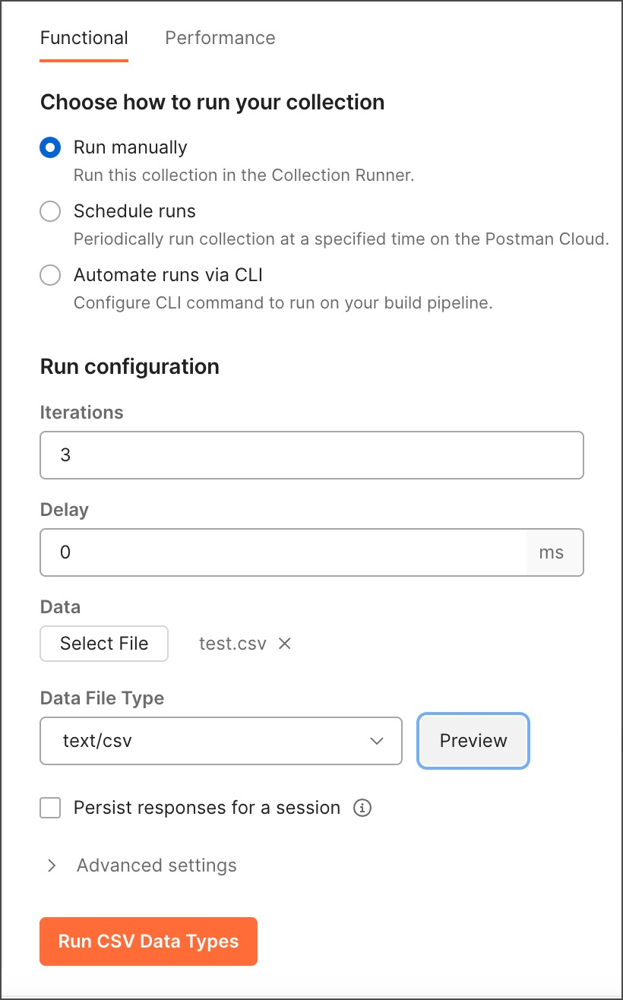 Functional Performance
Choose how to run your collection
Run manually
Run this collection in the Collection Runner.
Schedule runs
Periodically run collection at a specified time on the Postman Cloud.
Automate runs via CLI
Configure CLI command to run on your build pipeline.
Run configuration
Iterations
3
Delay
0 ms
Data
Select File test.csv
Data File Type
text/csv Preview
Persist responses for a session
Advanced settings
Run CSV Data Types